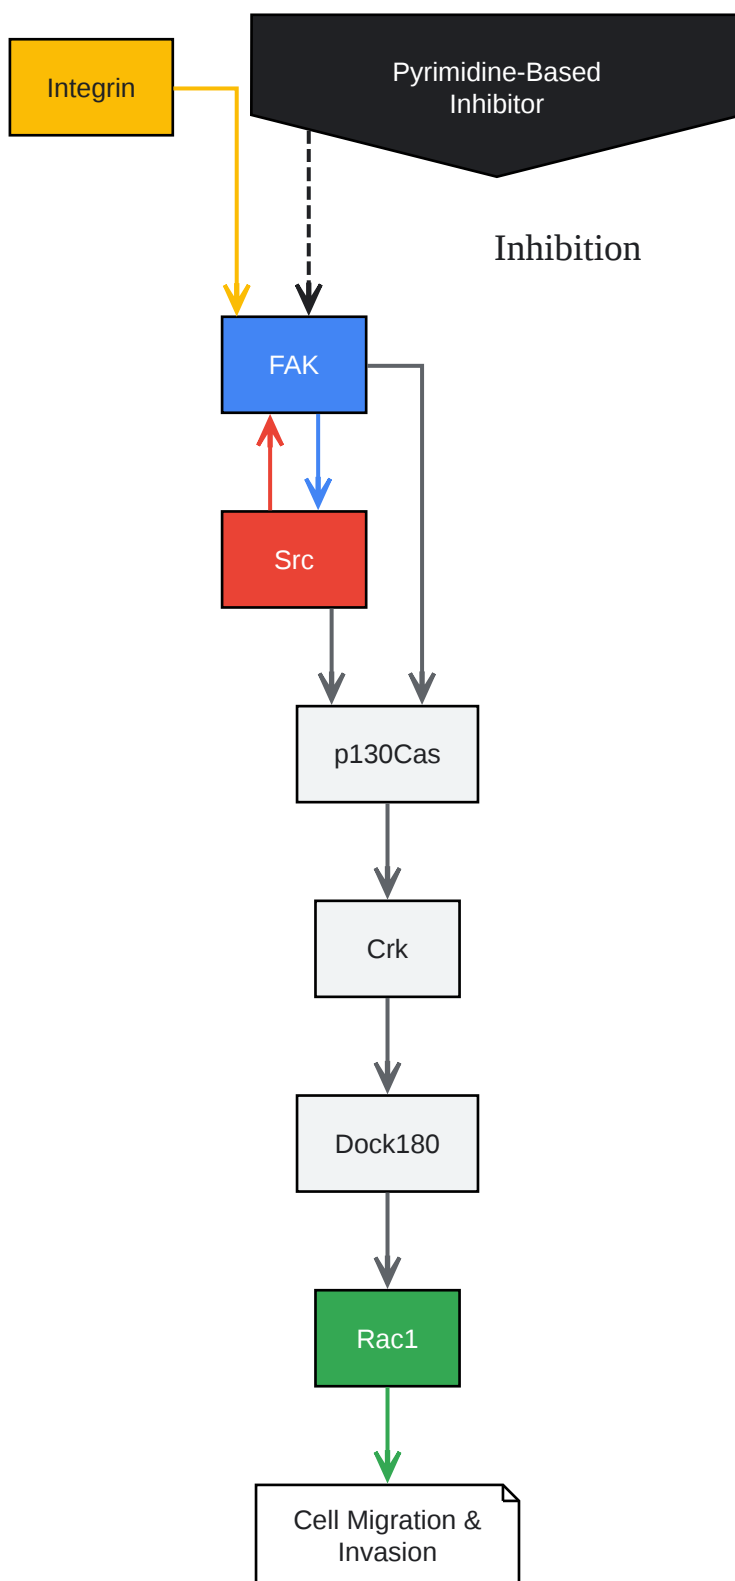 Integrin
Pyrimidine-Based
Inhibitor
Inhibition
FAK
Src
p130Cas
Crk
Dock180
Rac1
Cell Migration &
Invasion